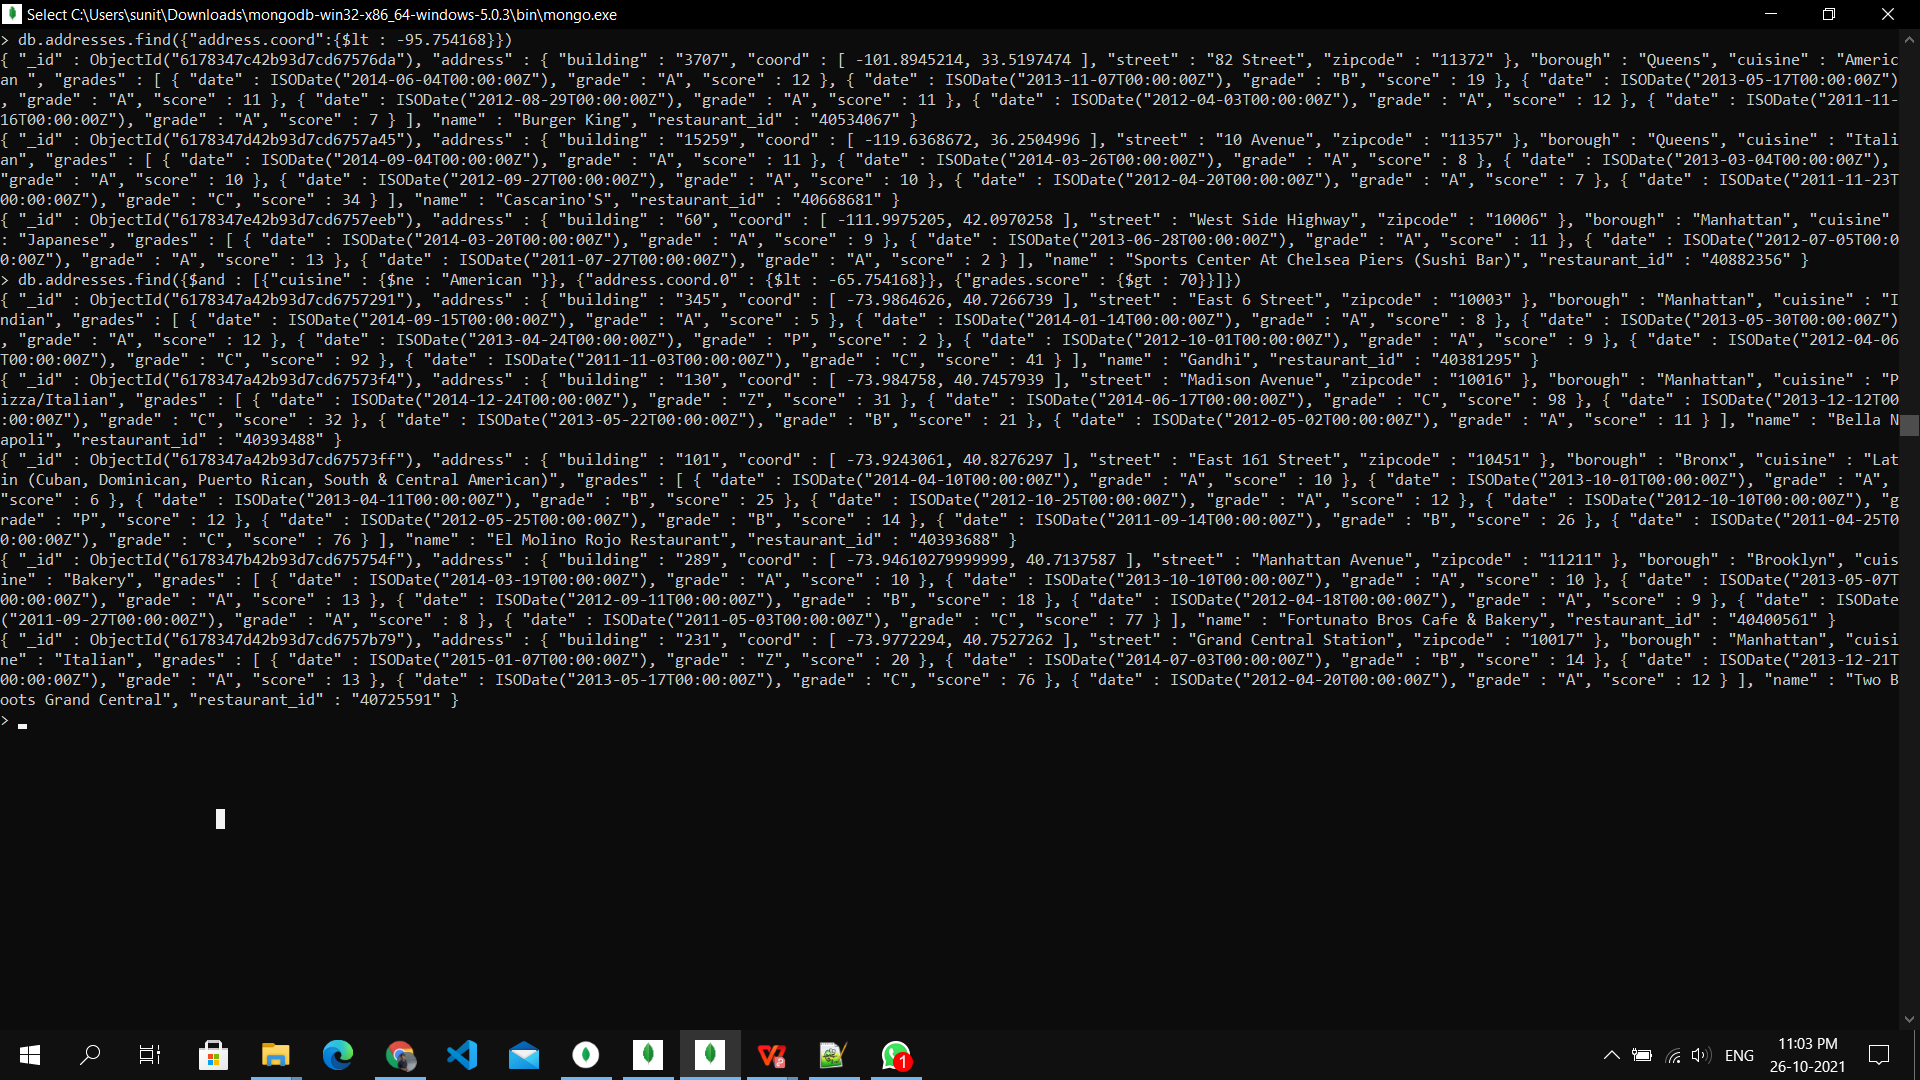 Select C:\Users\sunit\Downloads\mongodb-win32-x86_64-windows-5.0.3\bin\mongo.exe
> db.addresses.find({"address.coord":{$lt : -95.754168}})
{ "_id" : ObjectId("6178347c42b93d7cd67576da"), "address" : { "building" : "3707", "coord" : [ -101.8945214, 33.5197474 ], "street" : "82 Street", "zipcode" : "11372" }, "borough" : "Queens", "cuisine" : "Americ
an ", "grades" : [ { "date" : ISODate("2014-06-04T00:00:00Z"), "grade" : "A", "score" : 12 }, { "date" : ISODate("2013-11-07T00:00:00Z"), "grade" : "B", "score" : 19 }, { "date" : ISODate("2013-05-17T00:00:00Z")
, "grade" : "A", "score" : 11 }, { "date" : ISODate("2012-08-29T00:00:00Z"), "grade" : "A", "score" : 11 }, { "date" : ISODate("2012-04-03T00:00:00Z"), "grade" : "A", "score" : 12 }, { "date" : ISODate("2011-11-
16T00:00:00Z"), "grade" : "A", "score" : 7 } ], "name" : "Burger King", "restaurant_id" : "40534067" }
{ "_id" : ObjectId("6178347d42b93d7cd6757a45"), "address" : { "building" : "15259", "coord" : [ -119.6368672, 36.2504996 ], "street" : "10 Avenue", "zipcode" : "11357" }, "borough" : "Queens", "cuisine" : "Itali
an", "grades" : [ { "date" : ISODate("2014-09-04T00:00:00Z"), "grade" : "A", "score" : 11 }, { "date" : ISODate("2014-03-26T00:00:00Z"), "grade" : "A", "score" : 8 }, { "date" : ISODate("2013-03-04T00:00:00Z"),
"grade" : "A", "score" : 10 }, { "date" : ISODate("2012-09-27T00:00:00Z"), "grade" : "A", "score" : 10 }, { "date" : ISODate("2012-04-20T00:00:00Z"), "grade" : "A", "score" : 7 }, { "date" : ISODate("2011-11-23T
00:00:00Z"), "grade" : "C", "score" : 34 } ], "name" : "Cascarino'S", "restaurant_id" : "40668681" }
{ "_id" : ObjectId("6178347e42b93d7cd6757eeb"), "address" : { "building" : "60", "coord" : [ -111.9975205, 42.0970258 ], "street" : "West Side Highway", "zipcode" : "10006" }, "borough" : "Manhattan", "cuisine"
: "Japanese", "grades" : [ { "date" : ISODate("2014-03-20T00:00:00Z"), "grade" : "A", "score" : 9 }, { "date" : ISODate("2013-06-28T00:00:00Z"), "grade" : "A", "score" : 11 }, { "date" : ISODate("2012-07-05T00:0
0:00Z"), "grade" : "A", "score" : 13 }, { "date" : ISODate("2011-07-27T00:00:00Z"), "grade" : "A", "score" : 2 } ], "name" : "Sports Center At Chelsea Piers (Sushi Bar)", "restaurant_id" : "40882356" }
> db.addresses.find({$and : [{"cuisine" : {$ne : "American "}}, {"address.coord.0" : {$lt : -65.754168}}, {"grades.score" : {$gt : 70}}]})
{ "_id" : ObjectId("6178347a42b93d7cd6757291"), "address" : { "building" : "345", "coord" : [ -73.9864626, 40.7266739 ], "street" : "East 6 Street", "zipcode" : "10003" }, "borough" : "Manhattan", "cuisine" : "I
ndian", "grades" : [ { "date" : ISODate("2014-09-15T00:00:00Z"), "grade" : "A", "score" : 5 }, { "date" : ISODate("2014-01-14T00:00:00Z"), "grade" : "A", "score" : 8 }, { "date" : ISODate("2013-05-30T00:00:00Z")
, "grade" : "A", "score" : 12 }, { "date" : ISODate("2013-04-24T00:00:00Z"), "grade" : "P", "score" : 2 }, { "date" : ISODate("2012-10-01T00:00:00Z"), "grade" : "A", "score" : 9 }, { "date" : ISODate("2012-04-06
T00:00:00Z"), "grade" : "C", "score" : 92 }, { "date" : ISODate("2011-11-03T00:00:00Z"), "grade" : "C", "score" : 41 } ], "name" : "Gandhi", "restaurant_id" : "40381295" }
{ "_id" : ObjectId("6178347a42b93d7cd67573f4"), "address" : { "building" : "130", "coord" : [ -73.984758, 40.7457939 ], "street" : "Madison Avenue", "zipcode" : "10016" }, "borough" : "Manhattan", "cuisine" : "P
izza/Italian", "grades" : [ { "date" : ISODate("2014-12-24T00:00:00Z"), "grade" : "Z", "score" : 31 }, { "date" : ISODate("2014-06-17T00:00:00Z"), "grade" : "C", "score" : 98 }, { "date" : ISODate("2013-12-12T00
:00:00Z"), "grade" : "C", "score" : 32 }, { "date" : ISODate("2013-05-22T00:00:00Z"), "grade" : "B", "score" : 21 }, { "date" : ISODate("2012-05-02T00:00:00Z"), "grade" : "A", "score" : 11 } ], "name" : "Bella N
apoli", "restaurant_id" : "40393488" }
{ "_id" : ObjectId("6178347a42b93d7cd67573ff"), "address" : { "building" : "101", "coord" : [ -73.9243061, 40.8276297 ], "street" : "East 161 Street", "zipcode" : "10451" }, "borough" : "Bronx", "cuisine" : "Lat
in (Cuban, Dominican, Puerto Rican, South & Central American)", "grades" : [ { "date" : ISODate("2014-04-10T00:00:00Z"), "grade" : "A", "score" : 10 }, { "date" : ISODate("2013-10-01T00:00:00Z"), "grade" : "A",
"score" : 6 }, { "date" : ISODate("2013-04-11T00:00:00Z"), "grade" : "B", "score" : 25 }, { "date" : ISODate("2012-10-25T00:00:00Z"), "grade" : "A", "score" : 12 }, { "date" : ISODate("2012-10-10T00:00:00Z"), "g
rade" : "P", "score" : 12 }, { "date" : ISODate("2012-05-25T00:00:00Z"), "grade" : "B", "score" : 14 }, { "date" : ISODate("2011-09-14T00:00:00Z"), "grade" : "B", "score" : 26 }, { "date" : ISODate("2011-04-25T0
0:00:00Z"), "grade" : "C", "score" : 76 } ], "name" : "El Molino Rojo Restaurant", "restaurant_id" : "40393688" }
{ "_id" : ObjectId("6178347b42b93d7cd675754f"), "address" : { "building" : "289", "coord" : [ -73.94610279999999, 40.7137587 ], "street" : "Manhattan Avenue", "zipcode" : "11211" }, "borough" : "Brooklyn", "cuis
ine" : "Bakery", "grades" : [ { "date" : ISODate("2014-03-19T00:00:00Z"), "grade" : "A", "score" : 10 }, { "date" : ISODate("2013-10-10T00:00:00Z"), "grade" : "A", "score" : 10 }, { "date" : ISODate("2013-05-07T
00:00:00Z"), "grade" : "A", "score" : 13 }, { "date" : ISODate("2012-09-11T00:00:00Z"), "grade" : "B", "score" : 18 }, { "date" : ISODate("2012-04-18T00:00:00Z"), "grade" : "A", "score" : 9 }, { "date" : ISODate
("2011-09-27T00:00:00Z"), "grade" : "A", "score" : 8 }, { "date" : ISODate("2011-05-03T00:00:00Z"), "grade" : "C", "score" : 77 } ], "name" : "Fortunato Bros Cafe & Bakery", "restaurant_id" : "40400561" }
{ "_id" : ObjectId("6178347d42b93d7cd6757b79"), "address" : { "building" : "231", "coord" : [ -73.9772294, 40.7527262 ], "street" : "Grand Central Station", "zipcode" : "10017" }, "borough" : "Manhattan", "cuisi
ne" : "Italian", "grades" : [ { "date" : ISODate("2015-01-07T00:00:00Z"), "grade" : "Z", "score" : 20 }, { "date" : ISODate("2014-07-03T00:00:00Z"), "grade" : "B", "score" : 14 }, { "date" : ISODate("2013-12-21T
00:00:00Z"), "grade" : "A", "score" : 13 }, { "date" : ISODate("2013-05-17T00:00:00Z"), "grade" : "C", "score" : 76 }, { "date" : ISODate("2012-04-20T00:00:00Z"), "grade" : "A", "score" : 12 } ], "name" : "Two B
oots Grand Central", "restaurant_id" : "40725591" }
>
1
ENG
11:03 PM
26-10-2021